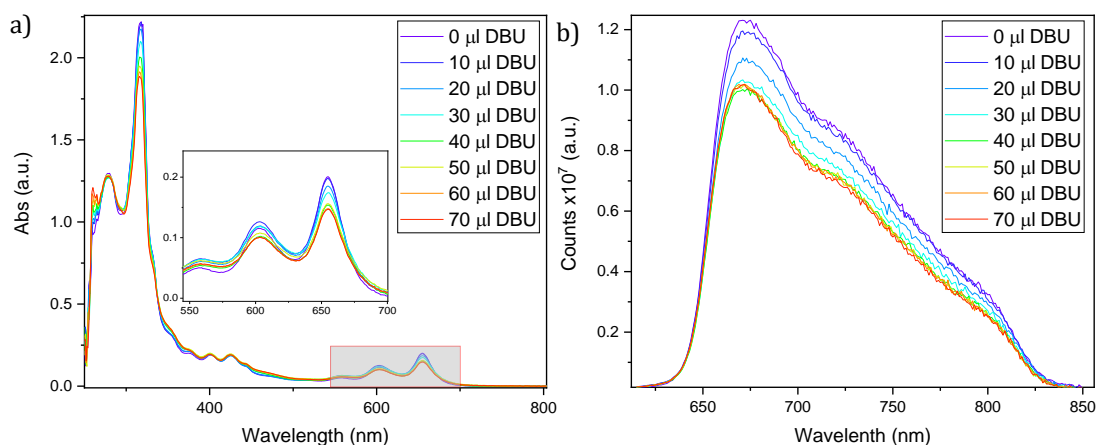 a)
Abs (a.u.)
2.0
1.5
1.0
0.5
0.0
400
600
800
Wavelength (nm)
0 μl DBU
10 μl DBU
20 μl DBU
30 μl DBU
40 μl DBU
50 μl DBU
60 μl DBU
70 μl DBU
0.2
0.1
0.0
550
600
650
700
b)
Counts x10⁷ (a.u.)
1.2
1.0
0.8
0.6
0.4
0.2
650
700
750
800
850
Wavelenth (nm)
0 μl DBU
10 μl DBU
20 μl DBU
30 μl DBU
40 μl DBU
50 μl DBU
60 μl DBU
70 μl DBU